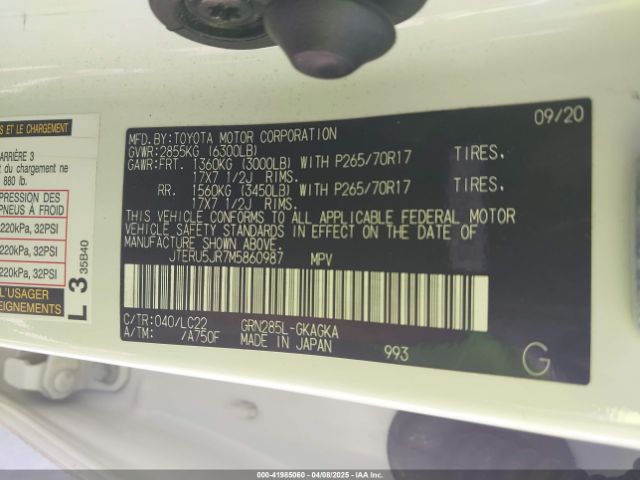 09/20
MFD.BY:TOYOTA MOTOR CORPORATION
GVWR:2855KG (6300LB)
GAWR:FRT. 1360KG (3000LB) WITH P265/70R17 TIRES.
17X7 1/2J RIMS.
RR. 1560KG (3450LB) WITH P265/70R17 TIRES.
17X7 1/2J RIMS.
THIS VEHICLE CONFORMS TO ALL APPLICABLE FEDERAL MOTOR
VEHICLE SAFETY STANDARDS IN EFFECT ON THE DATE OF
MANUFACTURE SHOWN ABOVE.
JTERU5JR7M5860987 MPV
C/TR:040/LC22 GRN285L-GKAGKA
A/TM: /A750F MADE IN JAPAN 993
G
ET LE CHARGEMENT
ARRIÈRE 3
du chargement ne
880 lb.
PRESSION DES
PNEUS À FROID
220kPa, 32PSI
220kPa, 32PSI
220kPa, 32PSI
L'USAGER
L 3 35B40
000-41985060 - 04/08/2025 - IAAI.COM